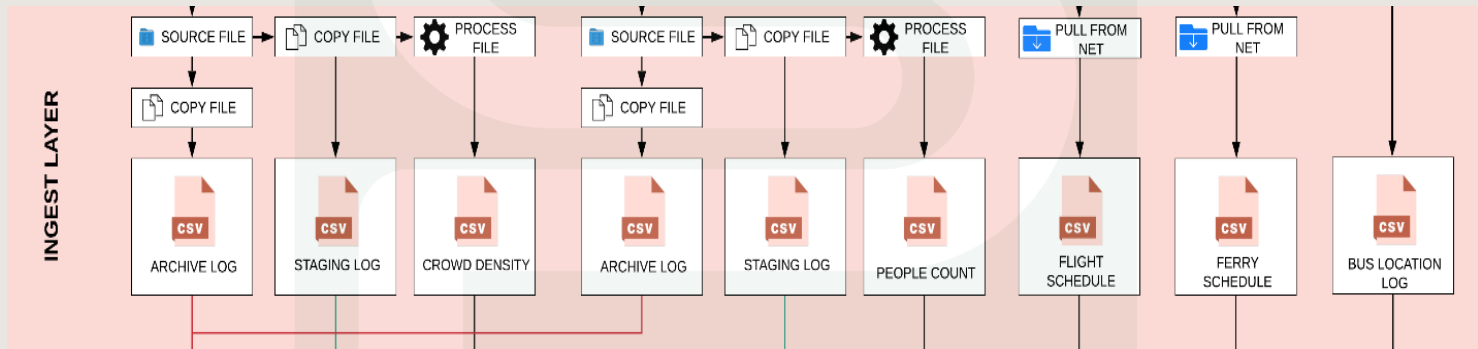 INGEST LAYER
SOURCE FILE
COPY FILE
PROCESS
FILE
SOURCE FILE
COPY FILE
PROCESS
FILE
PULL FROM
NET
PULL FROM
NET
COPY FILE
COPY FILE
CSV
ARCHIVE LOG
CSV
STAGING LOG
CSV
CROWD DENSITY
CSV
ARCHIVE LOG
CSV
STAGING LOG
CSV
PEOPLE COUNT
CSV
FLIGHT
SCHEDULE
CSV
FERRY
SCHEDULE
CSV
BUS LOCATION
LOG